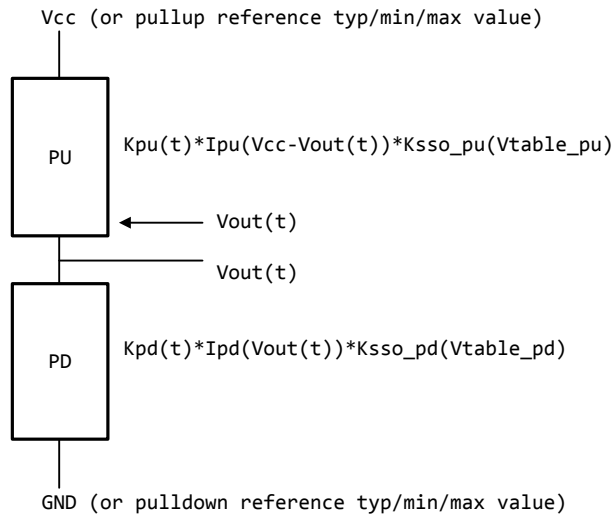 Vcc (or pullup reference typ/min/max value)
PU
Kpu(t)*Ipu(Vcc-Vout(t))*Ksso_pu(Vtable_pu)
Vout(t)
Vout(t)
PD
Kpd(t)*Ipd(Vout(t))*Ksso_pd(Vtable_pd)
GND (or pulldown reference typ/min/max value)